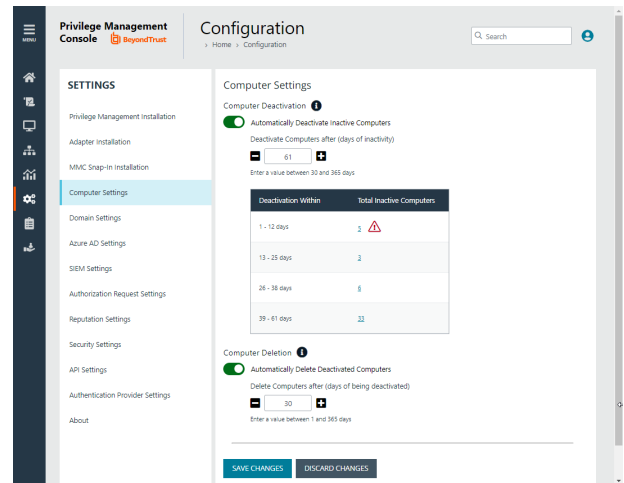 MENU
Privilege Management
Console BeyondTrust
Configuration
› Home › Configuration
Search
SETTINGS
Privilege Management Installation
Adapter Installation
MMC Snap-In Installation
Computer Settings
Domain Settings
Azure AD Settings
SIEM Settings
Authorization Request Settings
Reputation Settings
Security Settings
API Settings
Authentication Provider Settings
About
Computer Settings
Computer Deactivation
Automatically Deactivate Inactive Computers
Deactivate Computers after (days of inactivity)
61
Enter a value between 30 and 365 days
Deactivation Within Total Inactive Computers
1 - 12 days 5
13 - 25 days 3
26 - 38 days 6
39 - 61 days 33
Computer Deletion
Automatically Delete Deactivated Computers
Delete Computers after (days of being deactivated)
30
Enter a value between 1 and 365 days
SAVE CHANGES DISCARD CHANGES